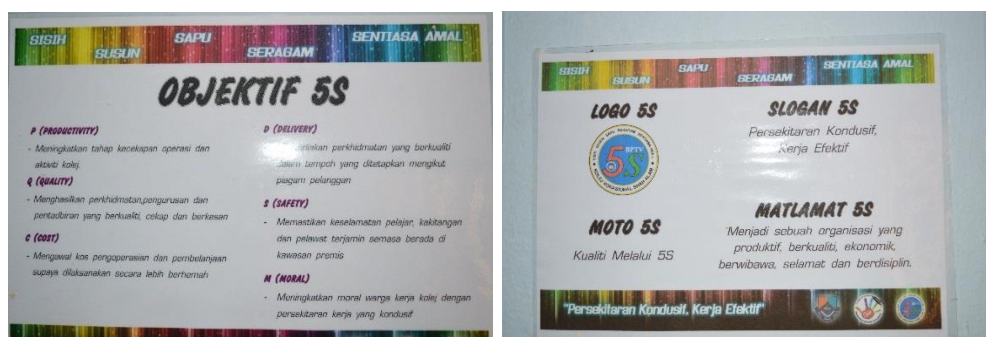 SISIH
SUSUN
SAPU
SERAGAM
SENTIASA AMAL
OBJEKTIF 5S
P (PRODUCTIVITY)
- Meningkatkan tahap kecekapan operasi dan
aktiviti kolej.
Q (QUALITY)
- Menghasilkan perkhidmatan,pengurusan dan
pentadbiran yang berkualiti, cekap dan berkesan
C (COST)
- Mengawal kos pengoperasian dan pembelanjaan
supaya dilaksanakan secara lebih berhemah
D (DELIVERY)
perkhidmatan yang berkualiti
dalam tempoh yang ditetapkan mengikut
piagam pelanggan
S (SAFETY)
- Memastikan keselamatan pelajar, kakitangan
dan pelawat terjamin semasa berada di
kawasan premis
M (MORAL)
- Meningkatkan moral warga kerja kolej dengan
persekitaran kerja yang kondusif
SISIH
SUSUN
SAPU
SERAGAM
SENTIASA AMAL
LOGO 5S
BPTV
5S
SLOGAN 5S
Persekitaran Kondusif,
Kerja Efektif
MOTO 5S
Kualiti Melalui 5S
MATLAMAT 5S
"Menjadi sebuah organisasi yang
produktif, berkualiti, ekonomik,
berwibawa, selamat dan berdisiplin.
"Persekitaran Kondusif, Kerja Efektif"